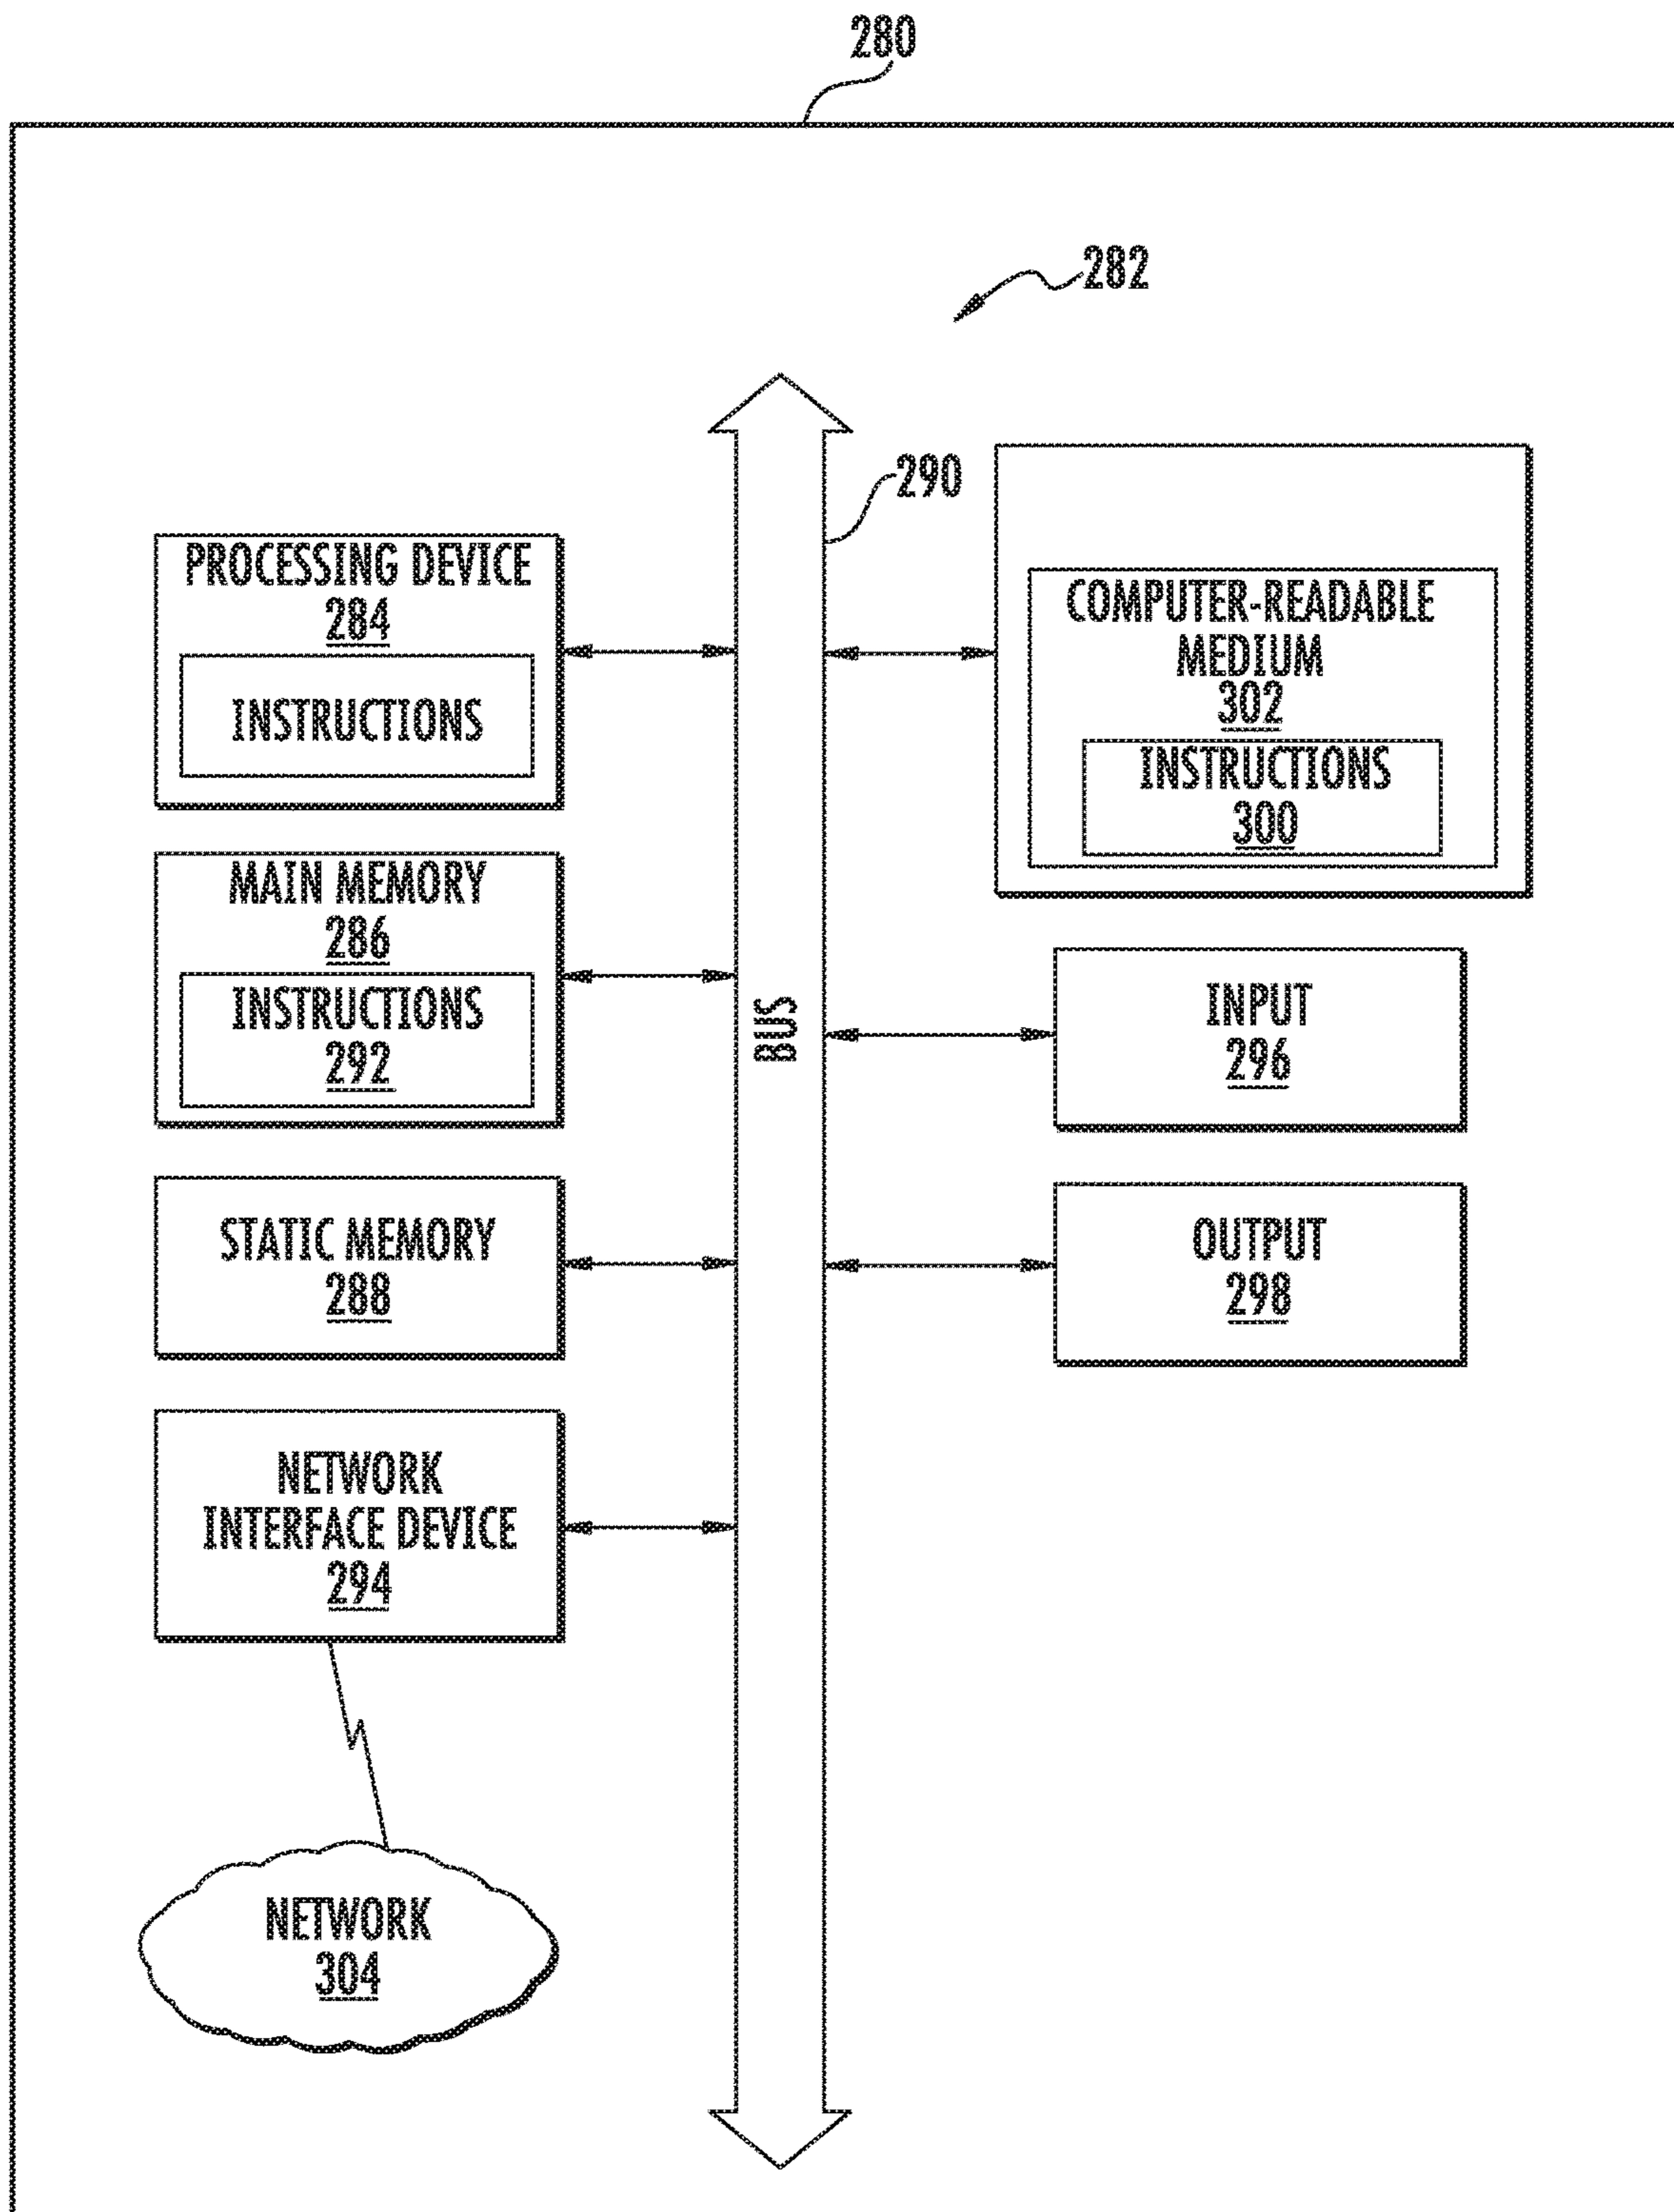 280
282
290
PROCESSING DEVICE
284
INSTRUCTIONS
MAIN MEMORY
286
INSTRUCTIONS
292
STATIC MEMORY
288
NETWORK
INTERFACE DEVICE
294
NETWORK
304
BUS
COMPUTER-READABLE
MEDIUM
302
INSTRUCTIONS
300
INPUT
296
OUTPUT
298